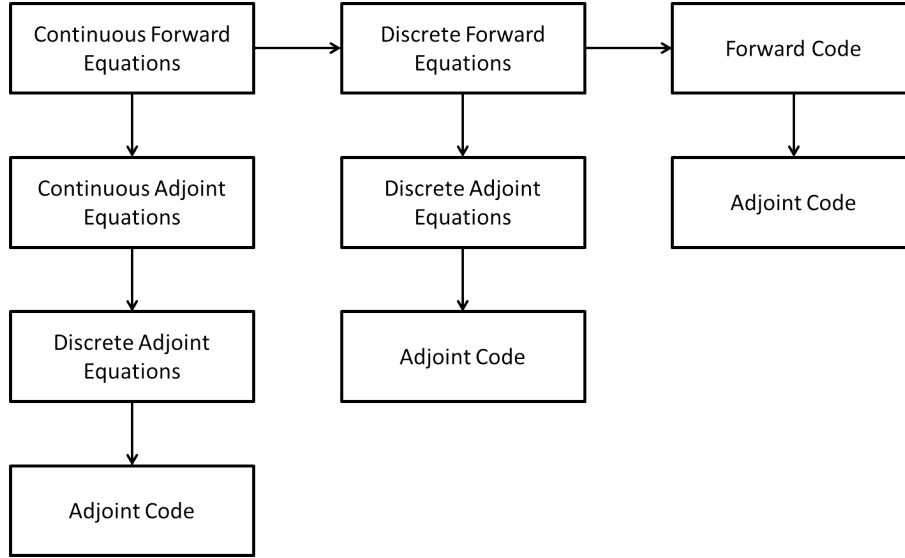 Continuous Forward
Equations
Discrete Forward
Equations
Forward Code
Continuous Adjoint
Equations
Discrete Adjoint
Equations
Adjoint Code
Discrete Adjoint
Equations
Adjoint Code
Adjoint Code